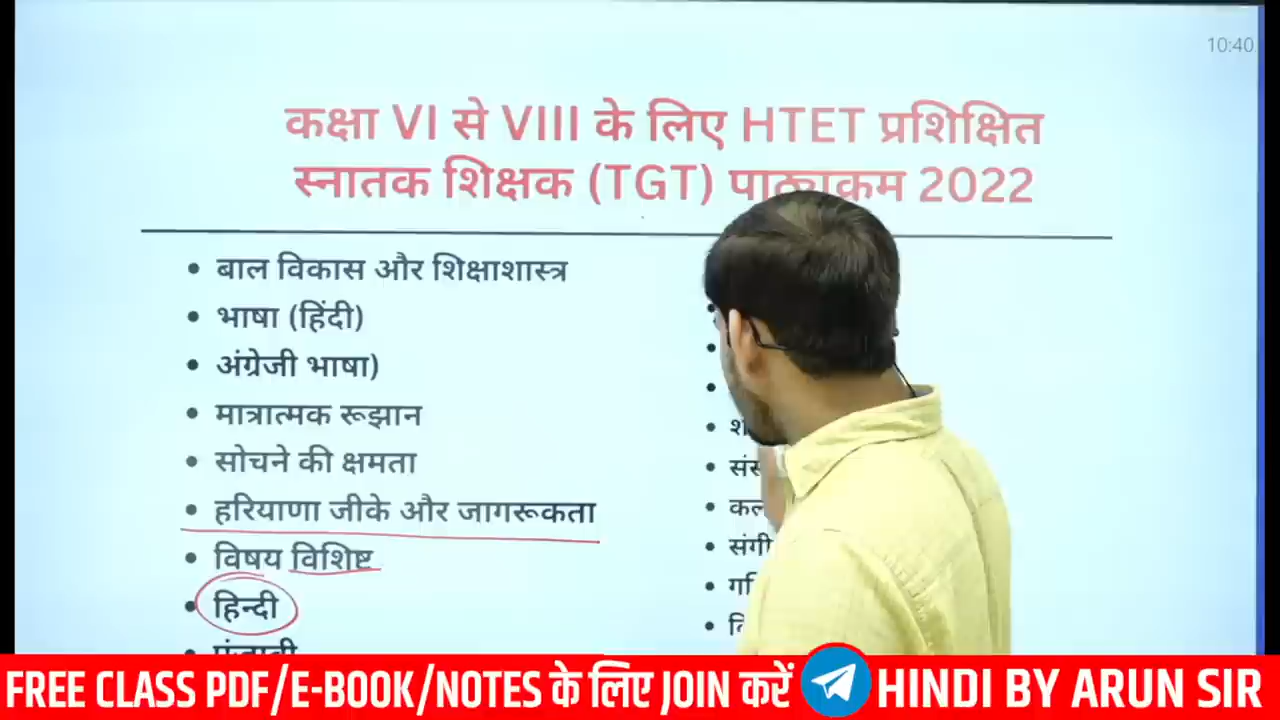 10:40
कक्षा VI से VIII के लिए HTET प्रशिक्षित
स्नातक शिक्षक (TGT) पाठ्यक्रम 2022
• बाल विकास और शिक्षाशास्त्र
• भाषा (हिंदी)
• अंग्रेजी भाषा)
• मात्रात्मक रूझान
• सोचने की क्षमता
• हरियाणा जीके और जागरूकता
• विषय विशिष्ट
• हिन्दी
FREE CLASS PDF/E-BOOK/NOTES के लिए JOIN करें HINDI BY ARUN SIR